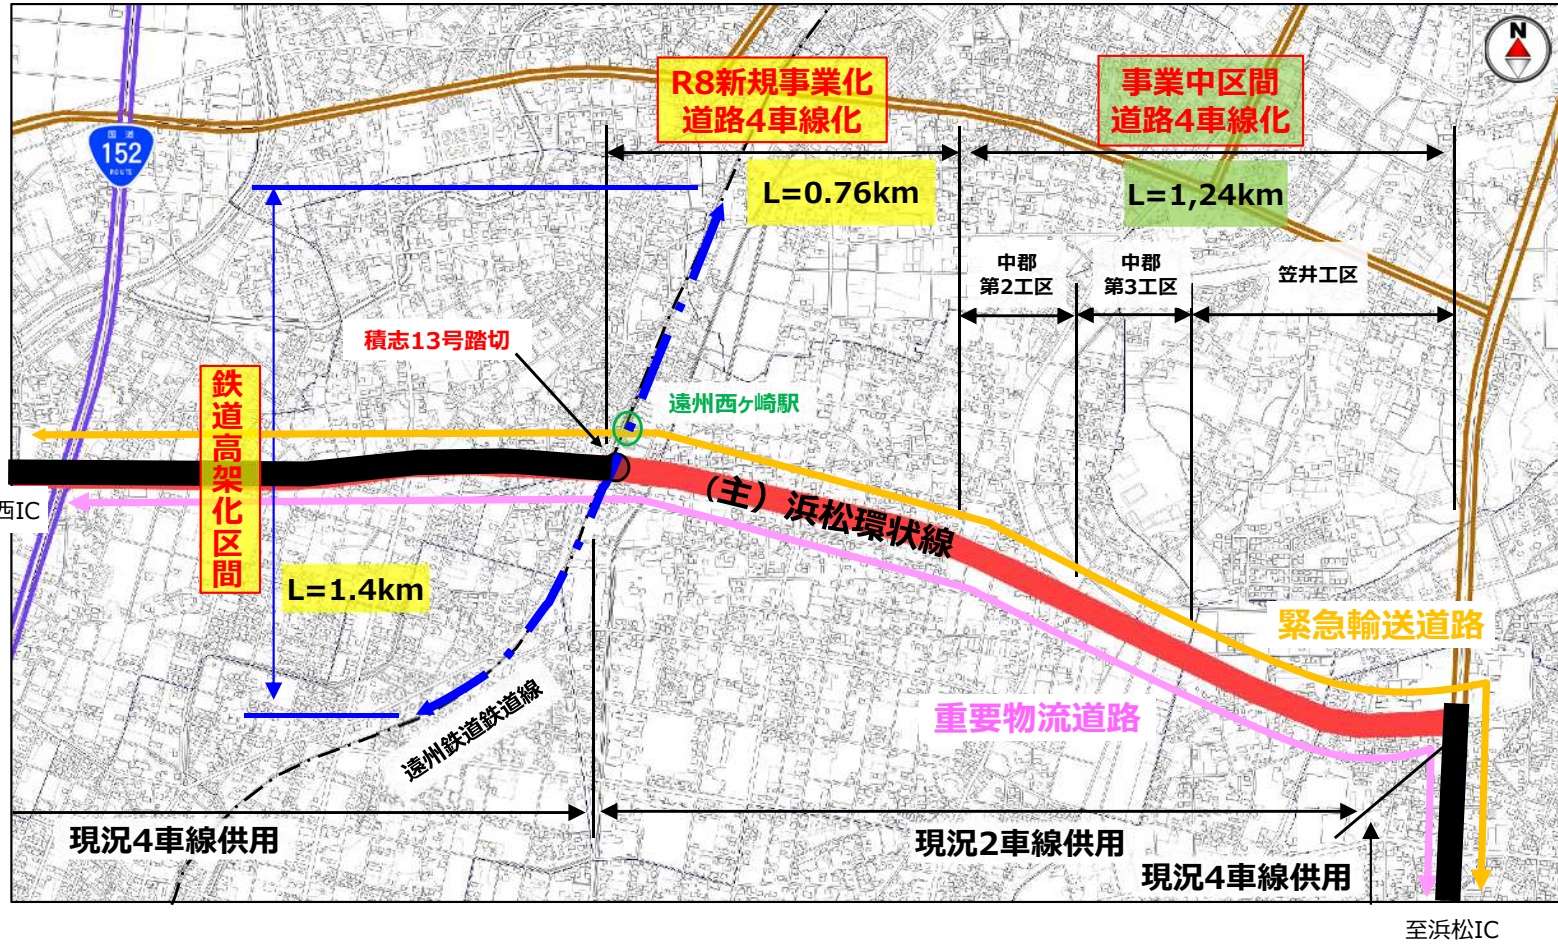 N
R8新規事業化
道路4車線化
事業中区間
道路4車線化
国道
152
ROUTE
L=0.76km
L=1,24km
中郡
第2工区
中郡
第3工区
笠井工区
積志13号踏切
鉄道高架化区間
遠州西ヶ崎駅
西IC
(主)浜松環状線
L=1.4km
緊急輸送道路
重要物流道路
遠州鉄道鉄道線
現況4車線供用
現況2車線供用
現況4車線供用
至浜松IC